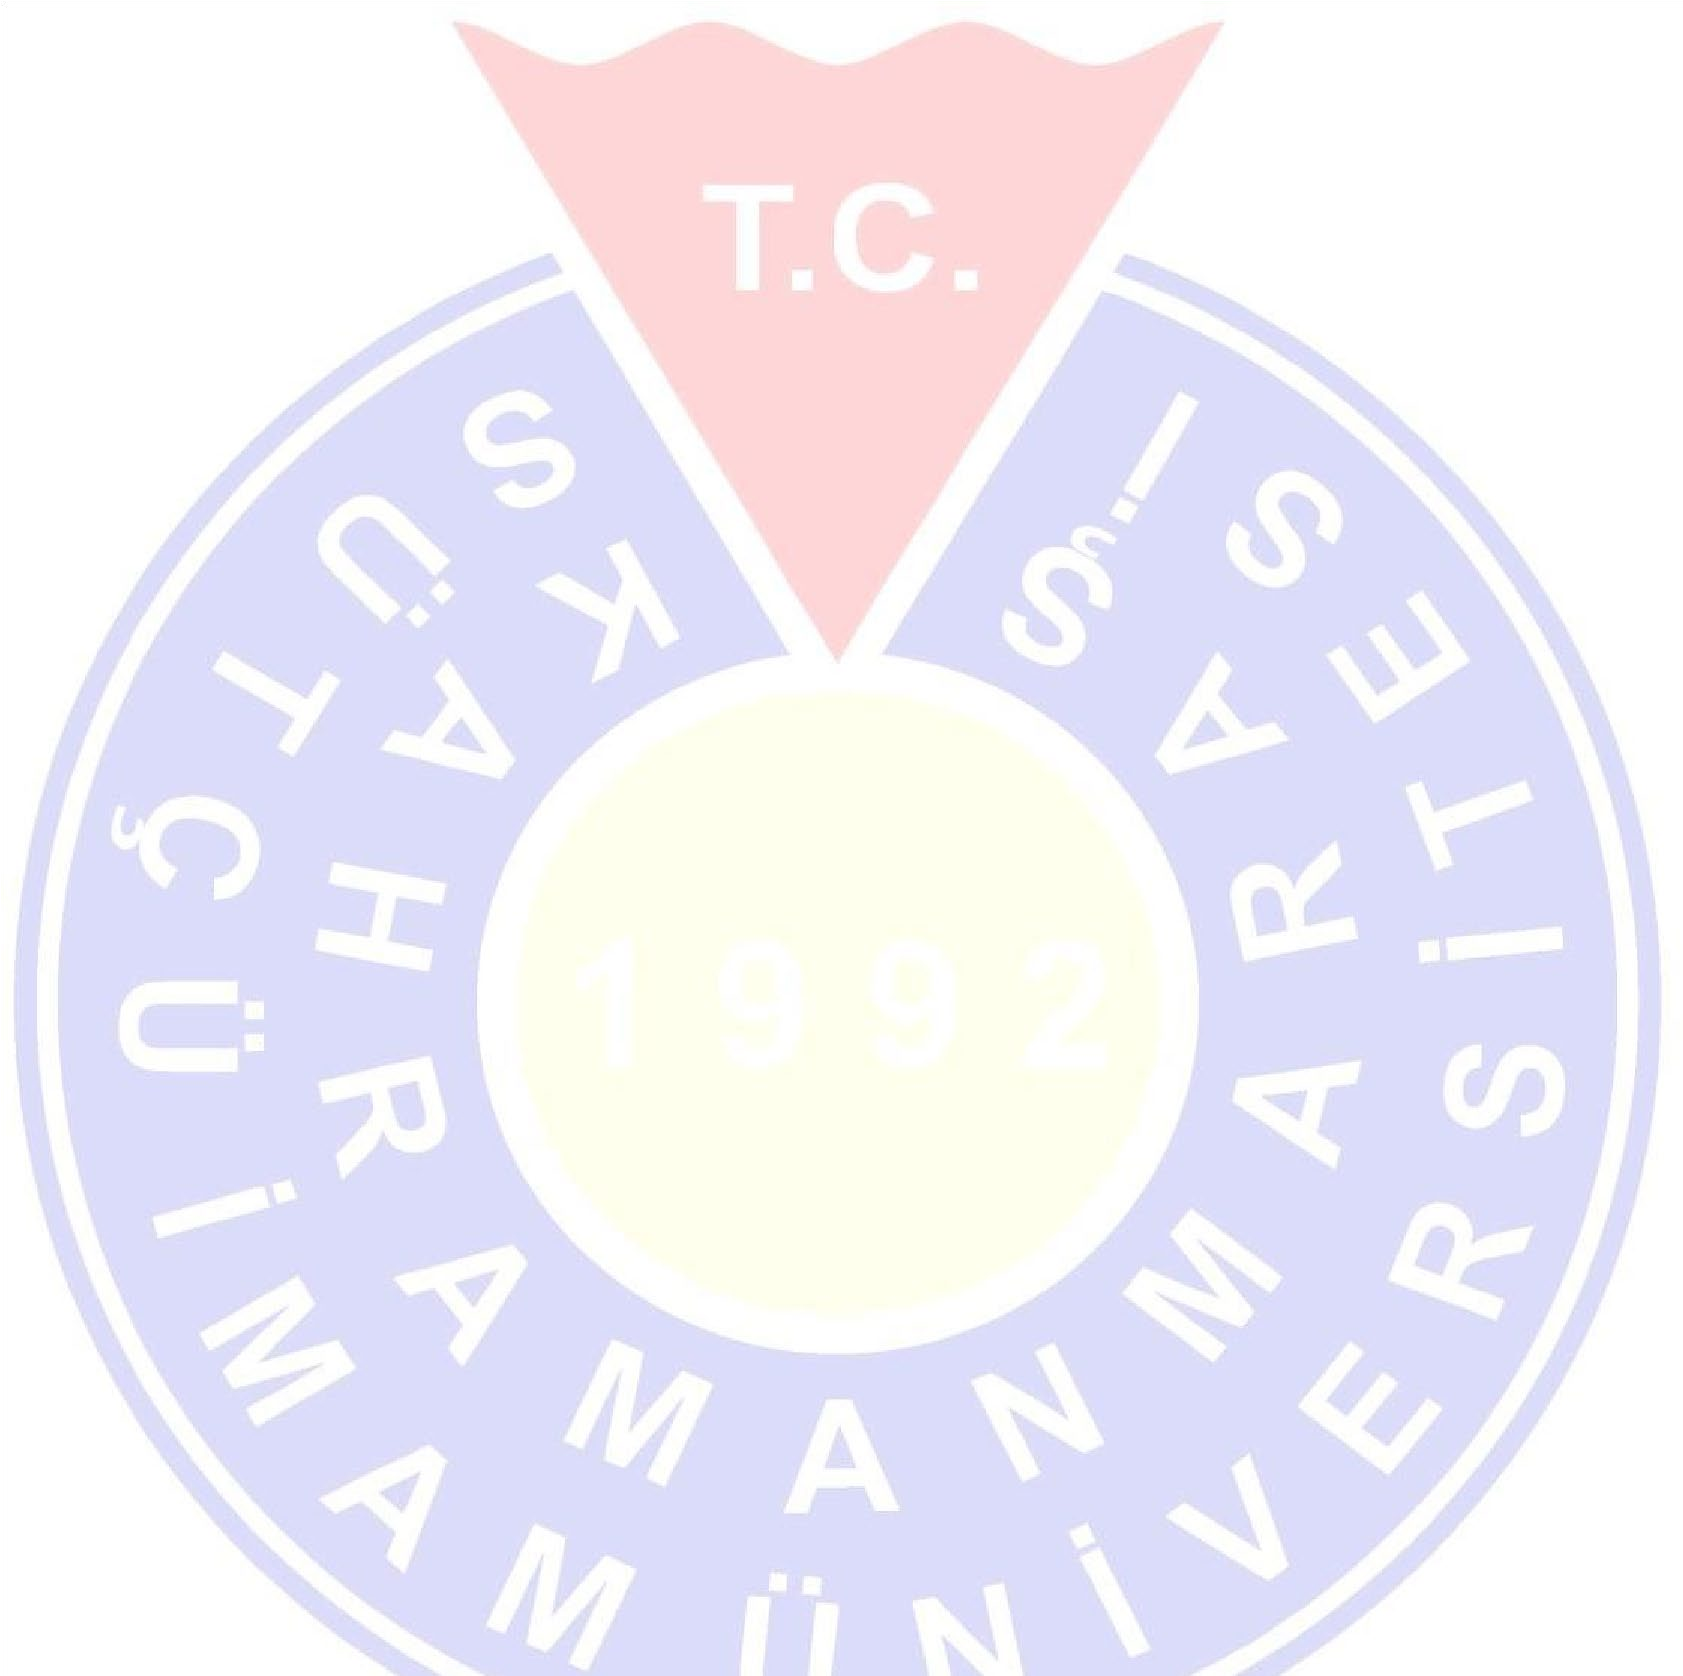 T.C.
SÜTÇÜ İMAM ÜNİVERSİTESİ
KAHRAMANMARAŞ
1992